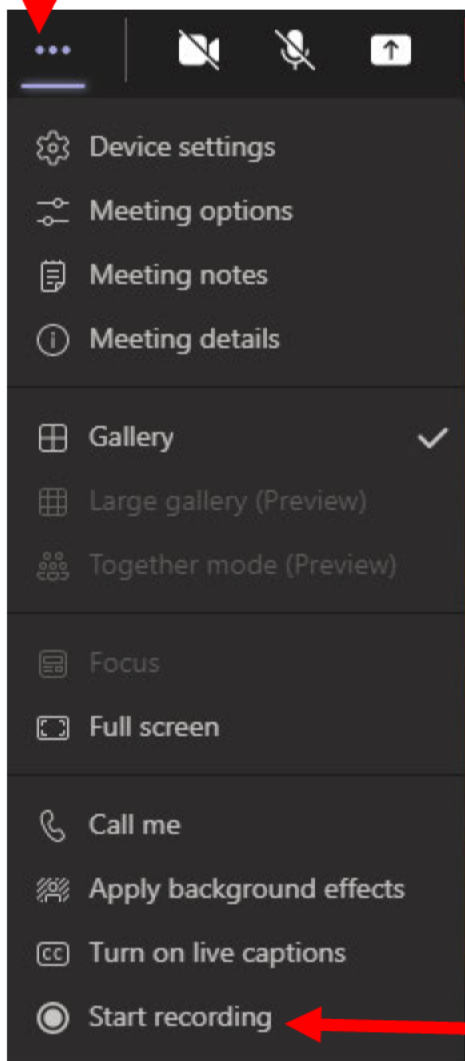 Device settings
Meeting options
Meeting notes
Meeting details
Gallery
Large gallery (Preview)
Together mode (Preview)
Focus
Full screen
Call me
CC Apply background effects
Turn on live captions
Start recording